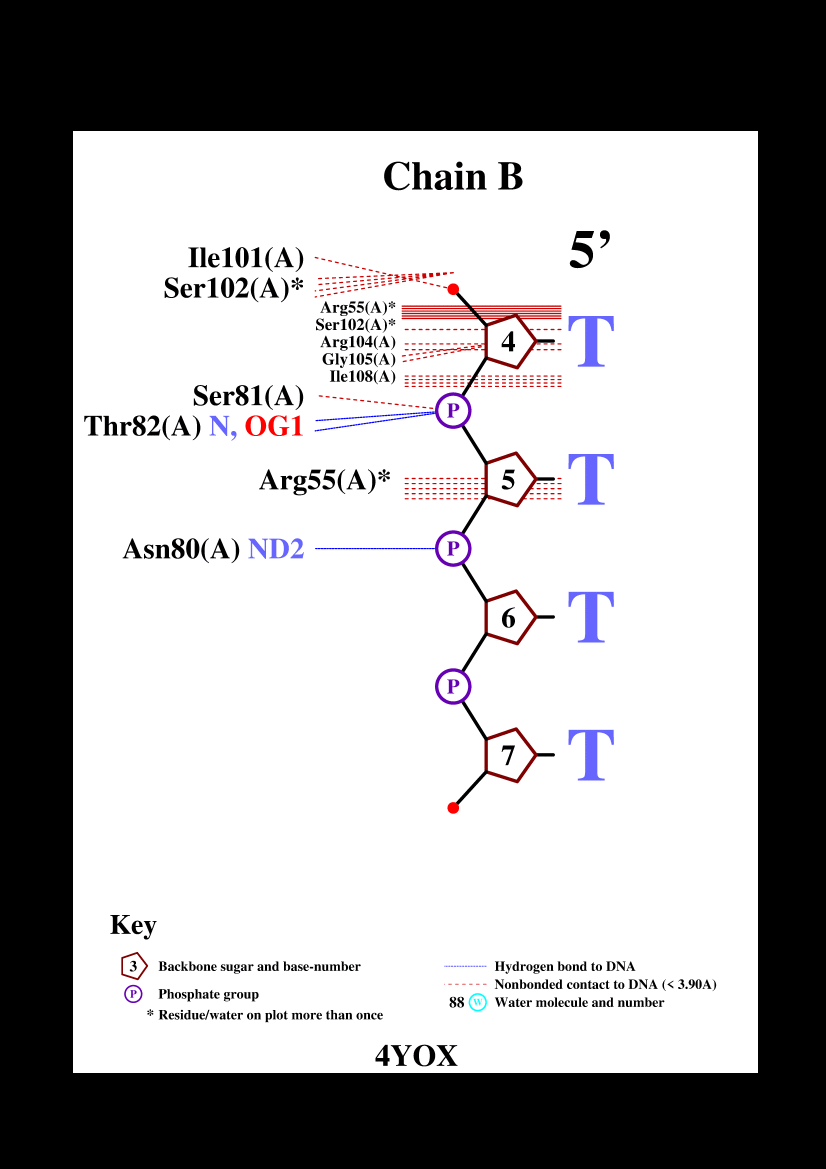 Chain B
5’
Ile101(A)
Ser102(A)*
Arg55(A)*
Ser102(A)*
Arg104(A)
Gly105(A)
Ile108(A)
4 T
Ser81(A)
P
Thr82(A) N, OG1
Arg55(A)*
5 T
Asn80(A) ND2
P
6 T
P
7 T
Key
3 Backbone sugar and base-number
P Phosphate group
* Residue/water on plot more than once
Hydrogen bond to DNA
Nonbonded contact to DNA (< 3.90A)
88 W Water molecule and number
4YOX